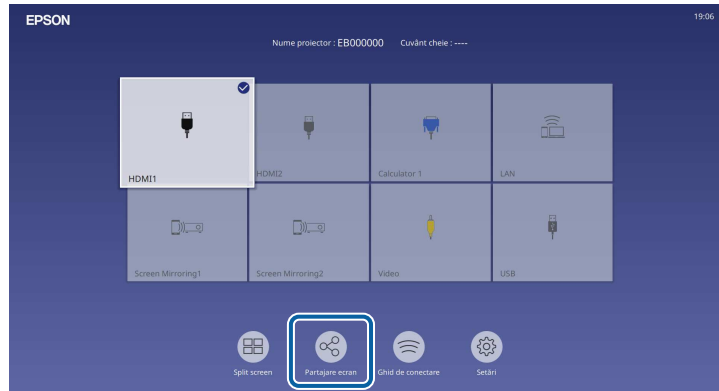 EPSON
19:06
Nume proiector : EB000000 Cuvânt cheie : ----
HDMI1
HDMI2
Calculator 1
LAN
Screen Mirroring1
Screen Mirroring2
Video
USB
Split screen
Partajare ecran
Ghid de conectare
Setări